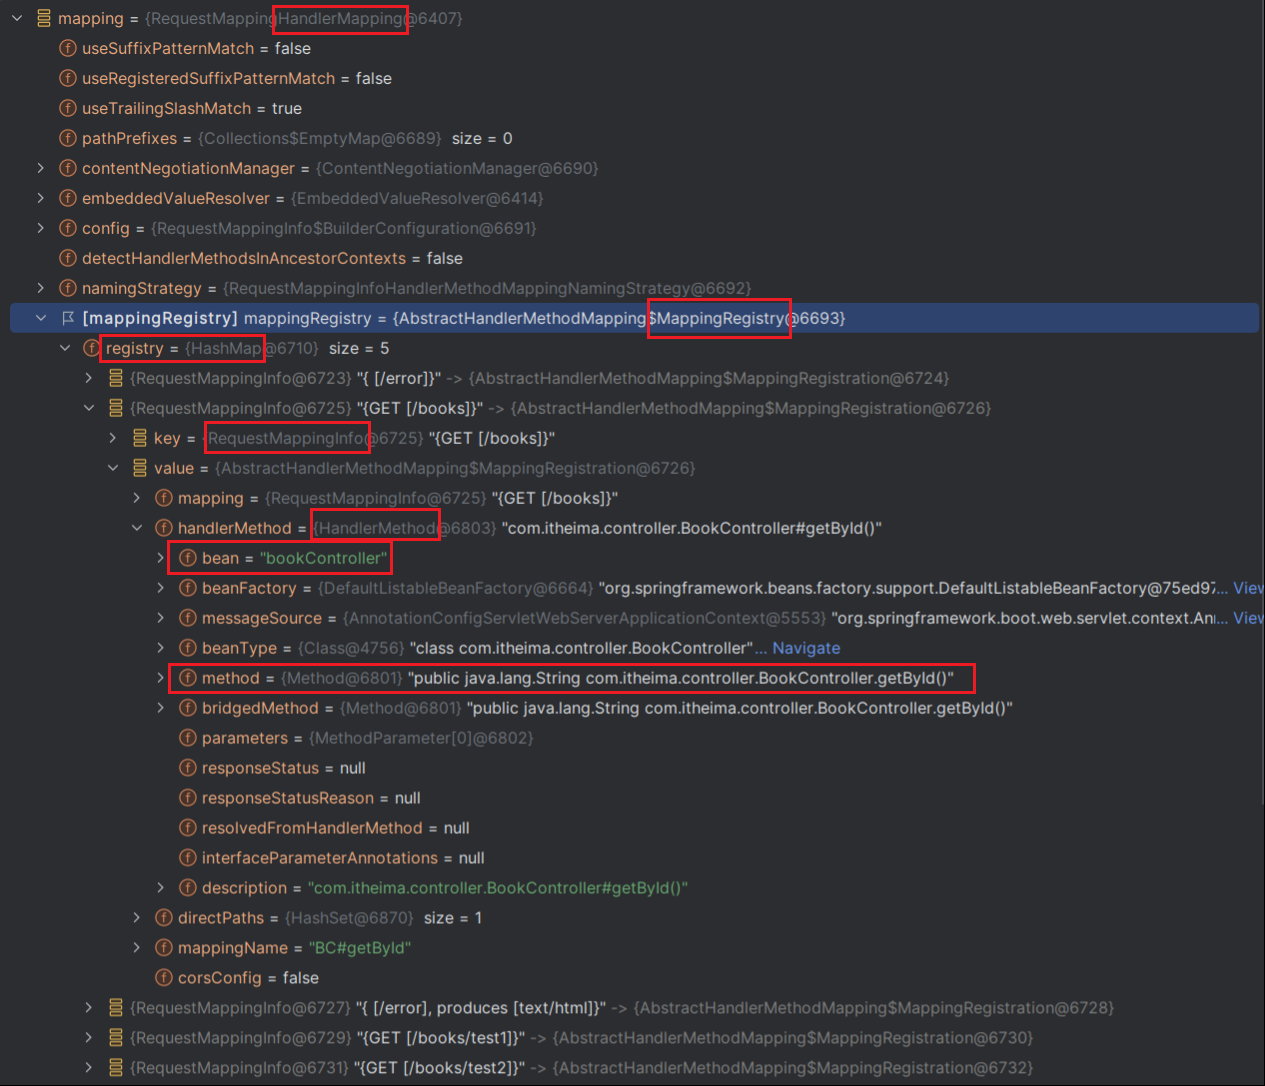 mapping = {RequestMappingHandlerMapping@6407}
useSuffixPatternMatch = false
useRegisteredSuffixPatternMatch = false
useTrailingSlashMatch = true
pathPrefixes = {Collections$EmptyMap@6689} size = 0
contentNegotiationManager = {ContentNegotiationManager@6690}
embeddedValueResolver = {EmbeddedValueResolver@6414}
config = {RequestMappingInfo$BuilderConfiguration@6691}
detectHandlerMethodsInAncestorContexts = false
namingStrategy = {RequestMappingInfoHandlerMethodMappingNamingStrategy@6692}
[mappingRegistry] mappingRegistry = {AbstractHandlerMethodMapping$MappingRegistry@6693}
registry = {HashMap@6710} size = 5
{RequestMappingInfo@6723} "{ [/error]}" -> {AbstractHandlerMethodMapping$MappingRegistration@6724}
{RequestMappingInfo@6725} "{GET [/books]}" -> {AbstractHandlerMethodMapping$MappingRegistration@6726}
key = {RequestMappingInfo@6725} "{GET [/books]}"
value = {AbstractHandlerMethodMapping$MappingRegistration@6726}
mapping = {RequestMappingInfo@6725} "{GET [/books]}"
handlerMethod = {HandlerMethod@6803} "com.itheima.controller.BookController#getById()"
bean = "bookController"
beanFactory = {DefaultListableBeanFactory@6664} "org.springframework.beans.factory.support.DefaultListableBeanFactory@75ed97... View
messageSource = {AnnotationConfigServletWebServerApplicationContext@5553} "org.springframework.boot.web.servlet.context.An... View
beanType = {Class@4756} "class com.itheima.controller.BookController"... Navigate
method = {Method@6801} "public java.lang.String com.itheima.controller.BookController.getById()"
bridgedMethod = {Method@6801} "public java.lang.String com.itheima.controller.BookController.getById()"
parameters = {MethodParameter[0]@6802}
responseStatus = null
responseStatusReason = null
resolvedFromHandlerMethod = null
interfaceParameterAnnotations = null
description = "com.itheima.controller.BookController#getById()"
directPaths = {HashSet@6870} size = 1
mappingName = "BC#getById"
corsConfig = false
{RequestMappingInfo@6727} "{ [/error], produces [text/html]}" -> {AbstractHandlerMethodMapping$MappingRegistration@6728}
{RequestMappingInfo@6729} "{GET [/books/test1]}" -> {AbstractHandlerMethodMapping$MappingRegistration@6730}
{RequestMappingInfo@6731} "{GET [/books/test2]}" -> {AbstractHandlerMethodMapping$MappingRegistration@6732}